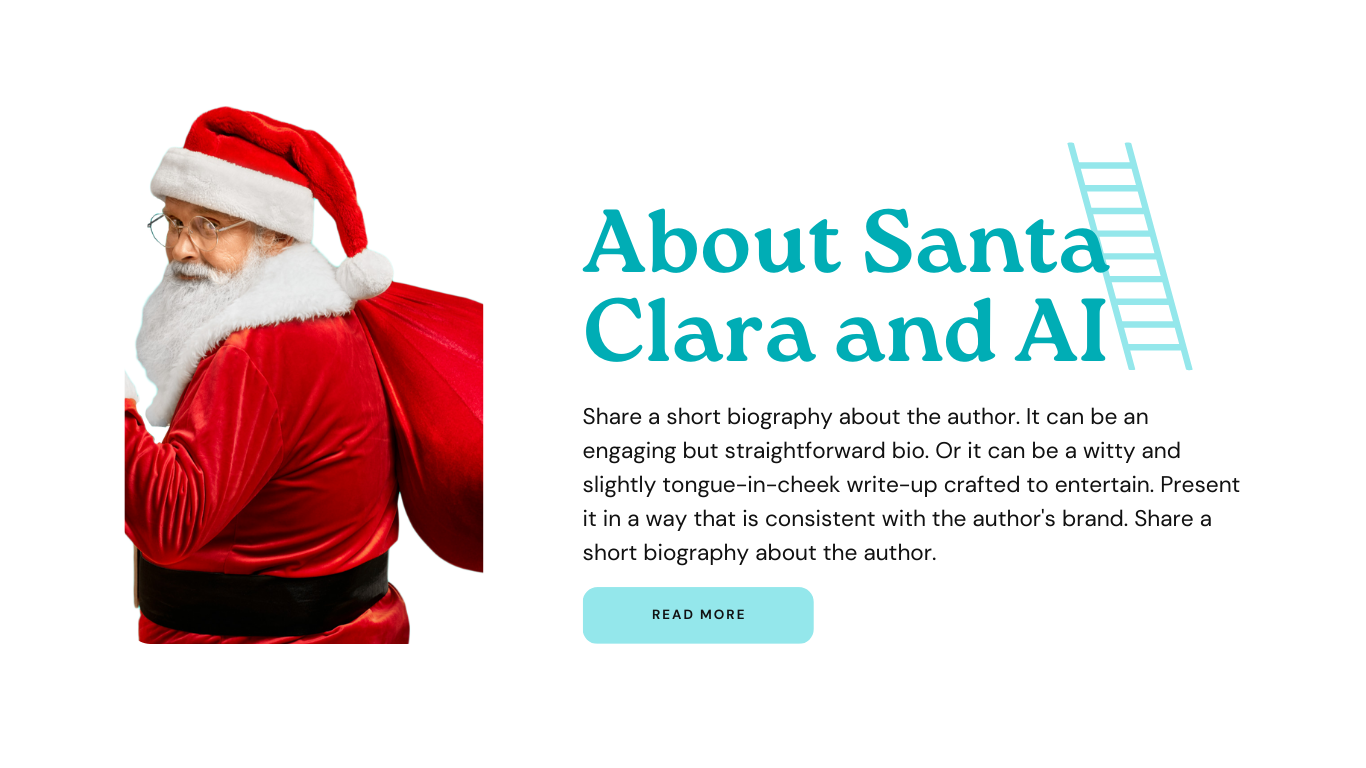 About Santa
Clara and AI
Share a short biography about the author. It can be an
engaging but straightforward bio. Or it can be a witty and
slightly tongue-in-cheek write-up crafted to entertain. Present
it in a way that is consistent with the author's brand. Share a
short biography about the author.
READ MORE